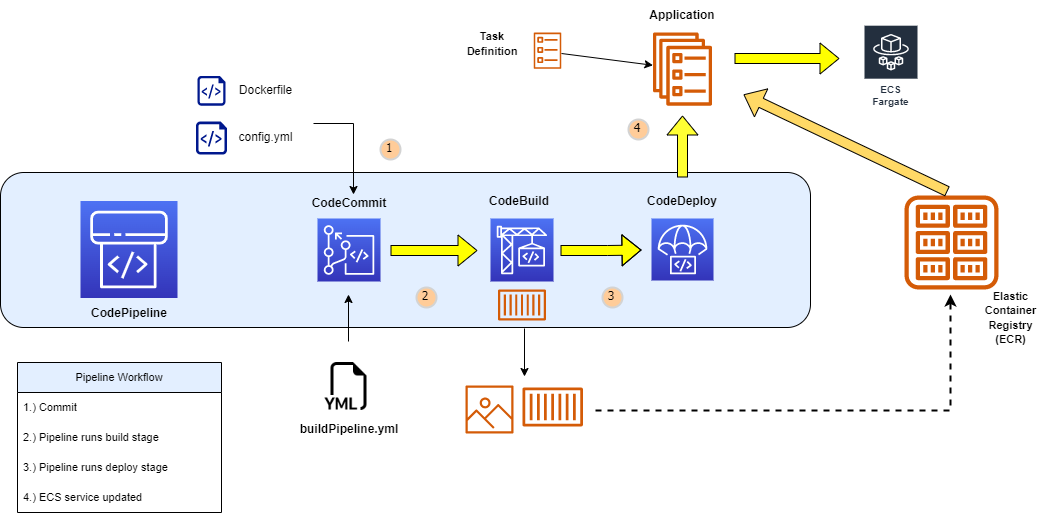 Application
Task
Definition
ECS
Fargate
Dockerfile
config.yml
1
4
CodeCommit
CodeBuild
CodeDeploy
CodePipeline
2
3
Elastic
Container
Registry
(ECR)
YML
buildPipeline.yml
Pipeline Workflow
1.) Commit
2.) Pipeline runs build stage
3.) Pipeline runs deploy stage
4.) ECS service updated